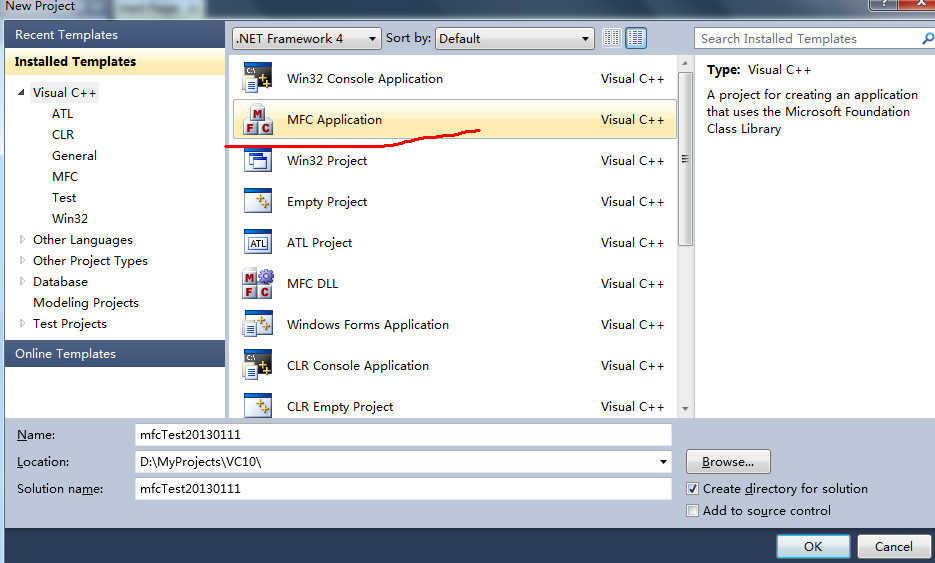 New Project
Recent Templates
Installed Templates
Visual C++
ATL
CLR
General
MFC
Test
Win32
Other Languages
Other Project Types
Database
Modeling Projects
Test Projects
Online Templates
.NET Framework 4 Sort by: Default
Win32 Console Application Visual C++
MFC Application Visual C++
Win32 Project Visual C++
Empty Project Visual C++
ATL Project Visual C++
MFC DLL Visual C++
Windows Forms Application Visual C++
CLR Console Application Visual C++
CLR Empty Project Visual C++
Search Installed Templates
Type: Visual C++
A project for creating an application
that uses the Microsoft Foundation
Class Library
Name: mfcTest20130111
Location: D:\MyProjects\VC10\ Browse...
Solution name: mfcTest20130111
Create directory for solution
Add to source control
OK Cancel